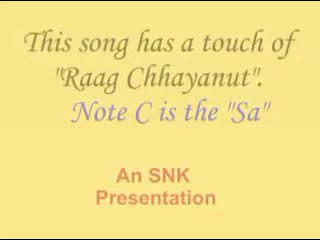 This song has a touch of
"Raag Chhayanut".
Note C is the "Sa"
An SNK
Presentation